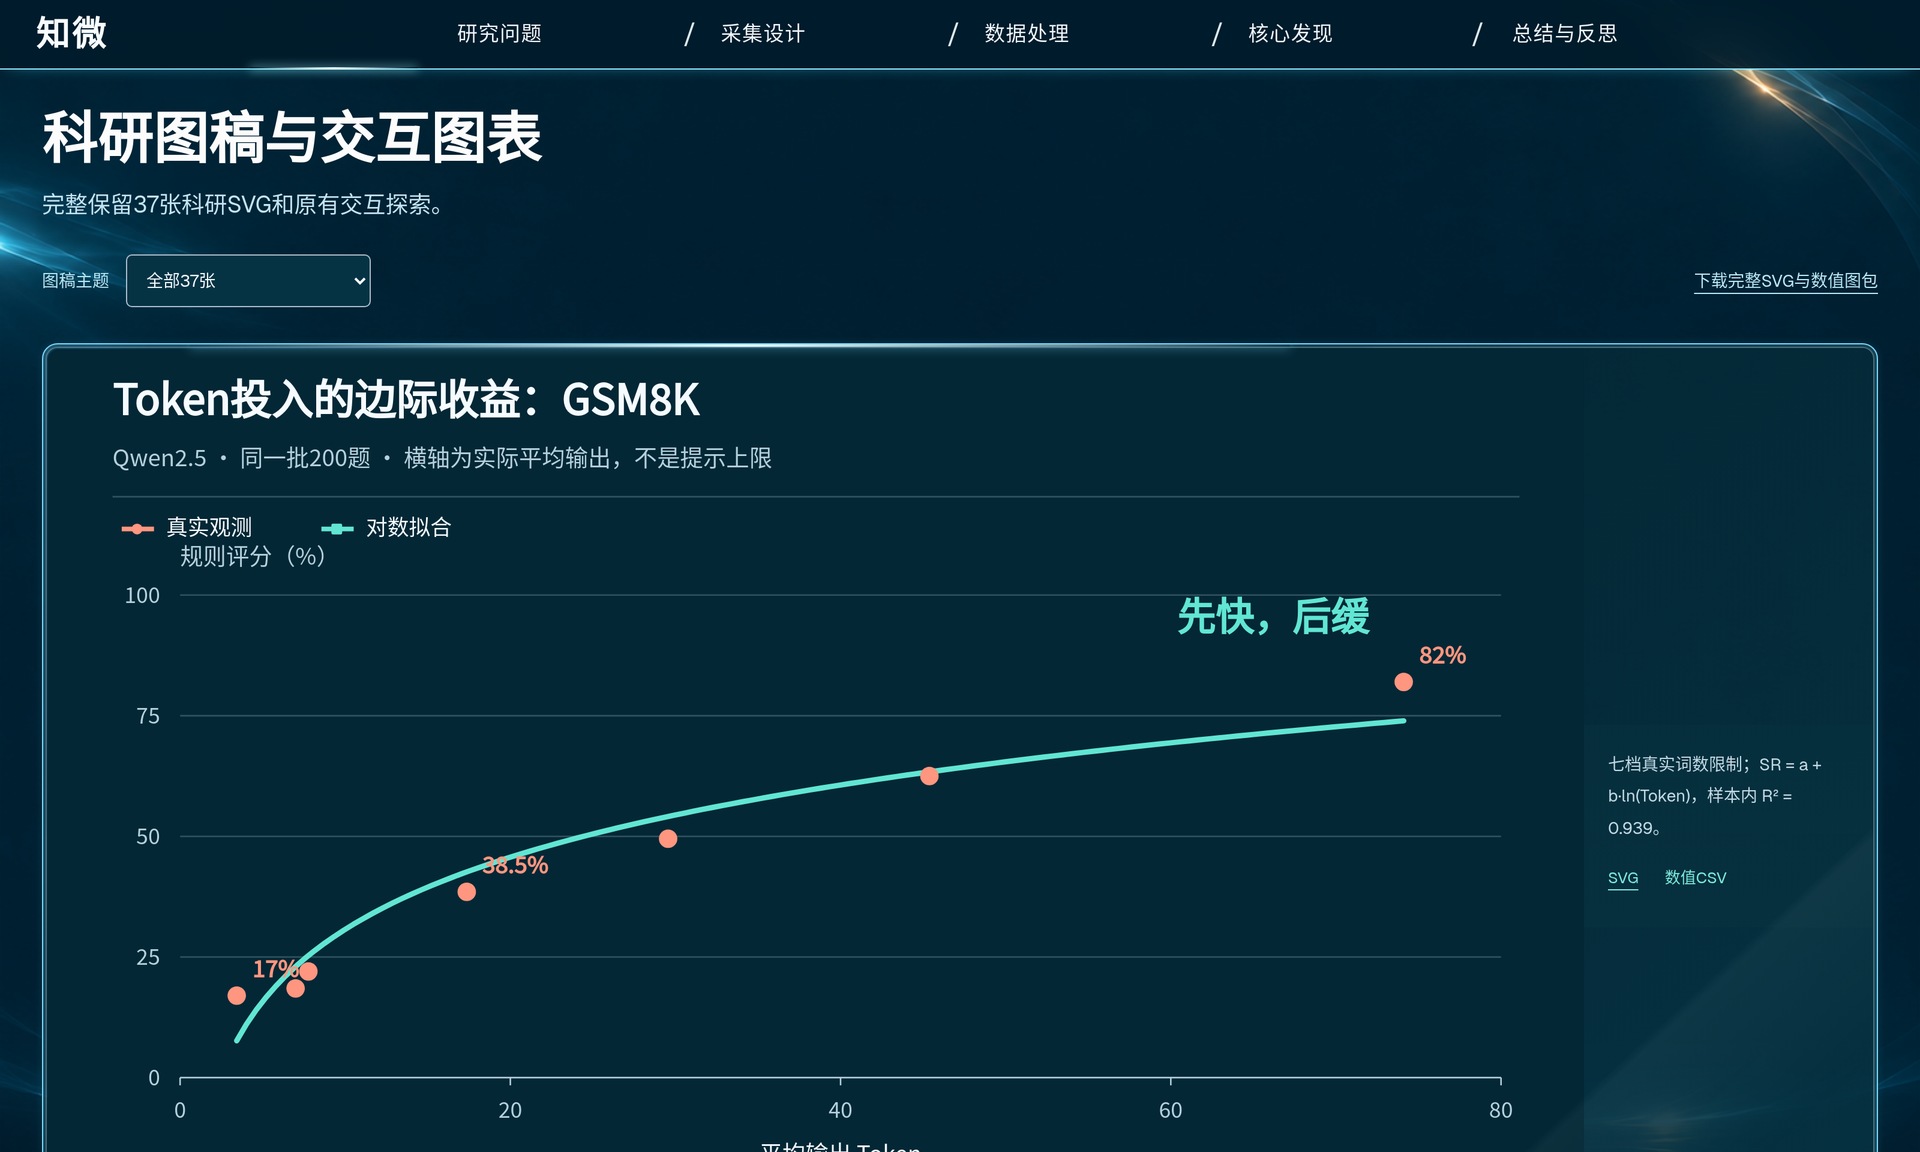 知微
研究问题 / 采集设计 / 数据处理 / 核心发现 / 总结与反思
科研图稿与交互图表
完整保留37张科研SVG和原有交互探索。
图稿主题 全部37张
下载完整SVG与数值图包
Token投入的边际收益：GSM8K
Qwen2.5 · 同一批200题 · 横轴为实际平均输出，不是提示上限
真实观测 对数拟合
规则评分（%）
100
先快，后缓
82%
75
50
38.5%
25
17%
0
0 20 40 60 80
平均输出 Token
七档真实词数限制；SR = a +
b·ln(Token)，样本内 R² =
0.939。
SVG 数值CSV